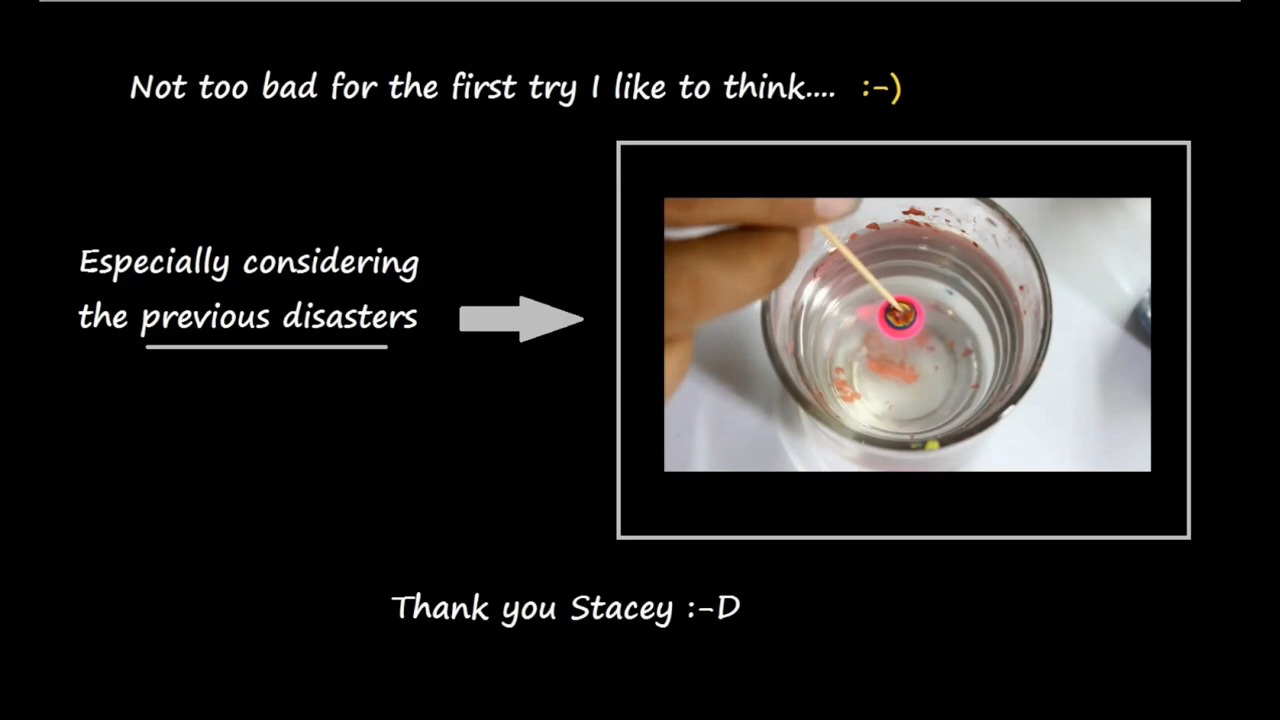 Not too bad for the first try I like to think.... :-)
Especially considering
the previous disasters
Thank you Stacey :-D